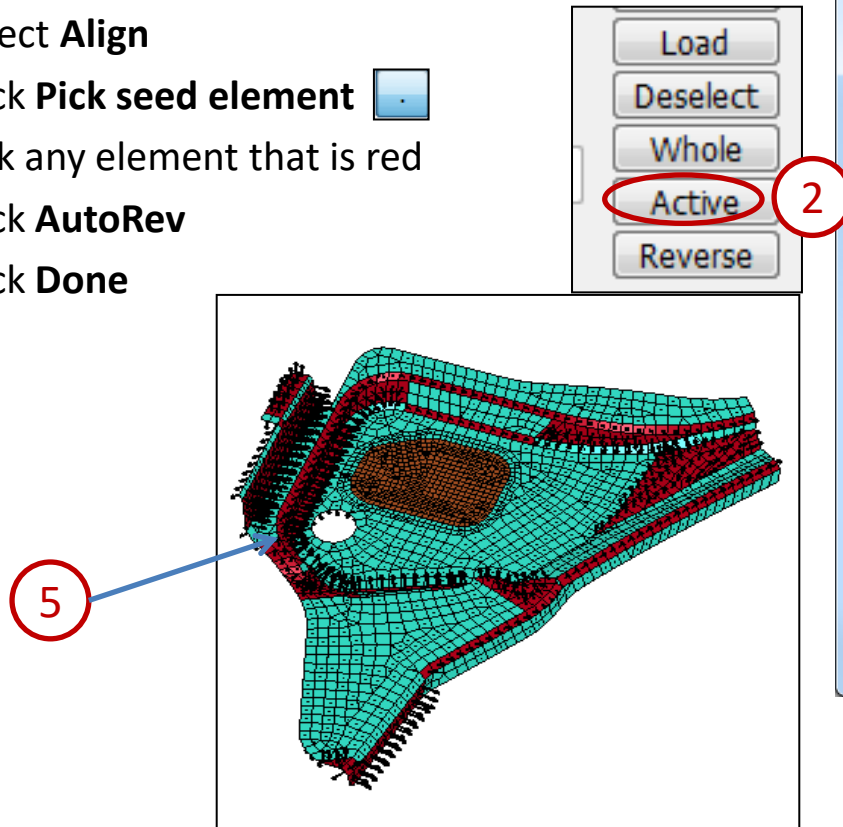 ect Align
ck Pick seed element
k any element that is red
ck AutoRev
ck Done
Load
Deselect
Whole
Active
2
Reverse
5